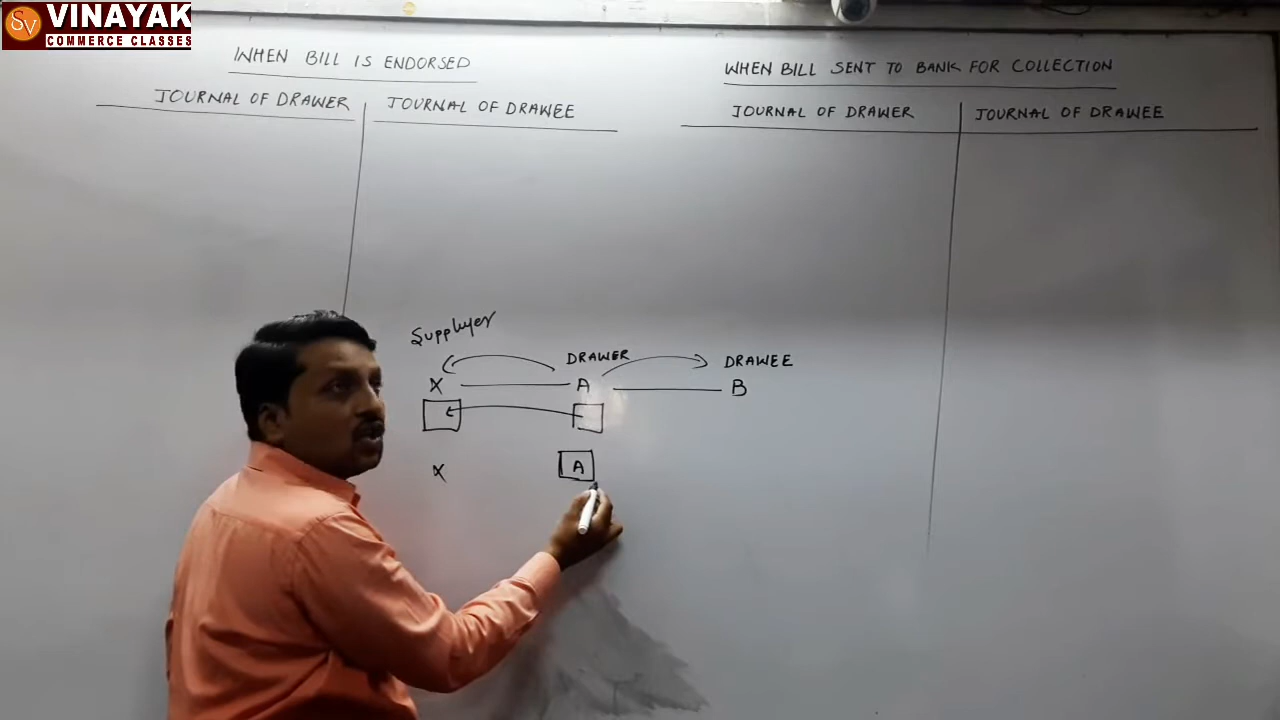 SV VINAYAK
COMMERCE CLASSES
WHEN BILL IS ENDORSED
JOURNAL OF DRAWER
JOURNAL OF DRAWEE
WHEN BILL SENT TO BANK FOR COLLECTION
JOURNAL OF DRAWER
JOURNAL OF DRAWEE
Supplyer
DRAWER
DRAWEE
X
A
B
X
A